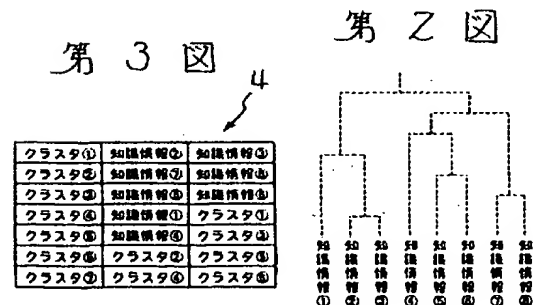 第3図
4
クラスタ① 知識情報② 知識情報③
クラスタ② 知識情報⑦ 知識情報⑧
クラスタ③ 知識情報⑤ 知識情報⑥
クラスタ④ 知識情報① クラスタ①
クラスタ⑤ 知識情報④ クラスタ③
クラスタ⑥ クラスタ② クラスタ⑤
クラスタ⑦ クラスタ④ クラスタ⑥
第2図
知識情報①
知識情報②
知識情報③
知識情報④
知識情報⑤
知識情報⑥
知識情報⑦
知識情報⑧